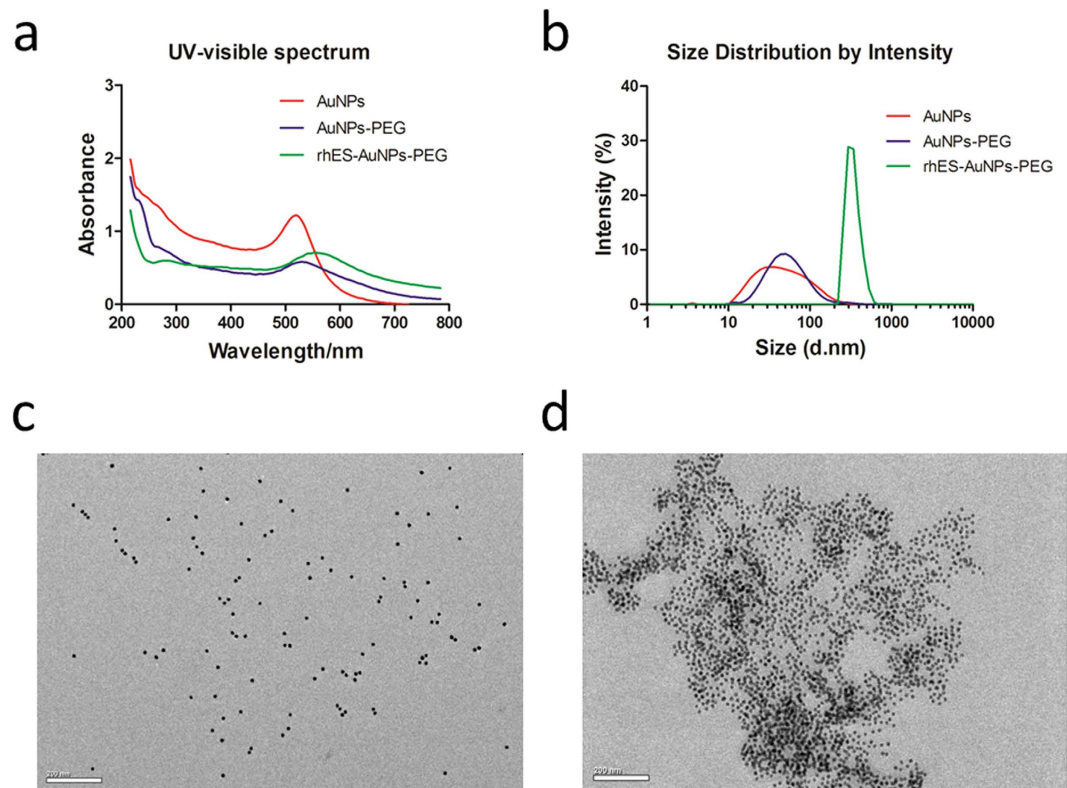 a
UV-visible spectrum
3
2
1
0
Absorbance
200 300 400 500 600 700 800
Wavelength/nm
AuNPs
AuNPs-PEG
rhES-AuNPs-PEG
b
Size Distribution by Intensity
40
30
20
10
0
Intensity (%)
1 10 100 1000 10000
Size (d.nm)
AuNPs
AuNPs-PEG
rhES-AuNPs-PEG
c
200 nm
d
200 nm